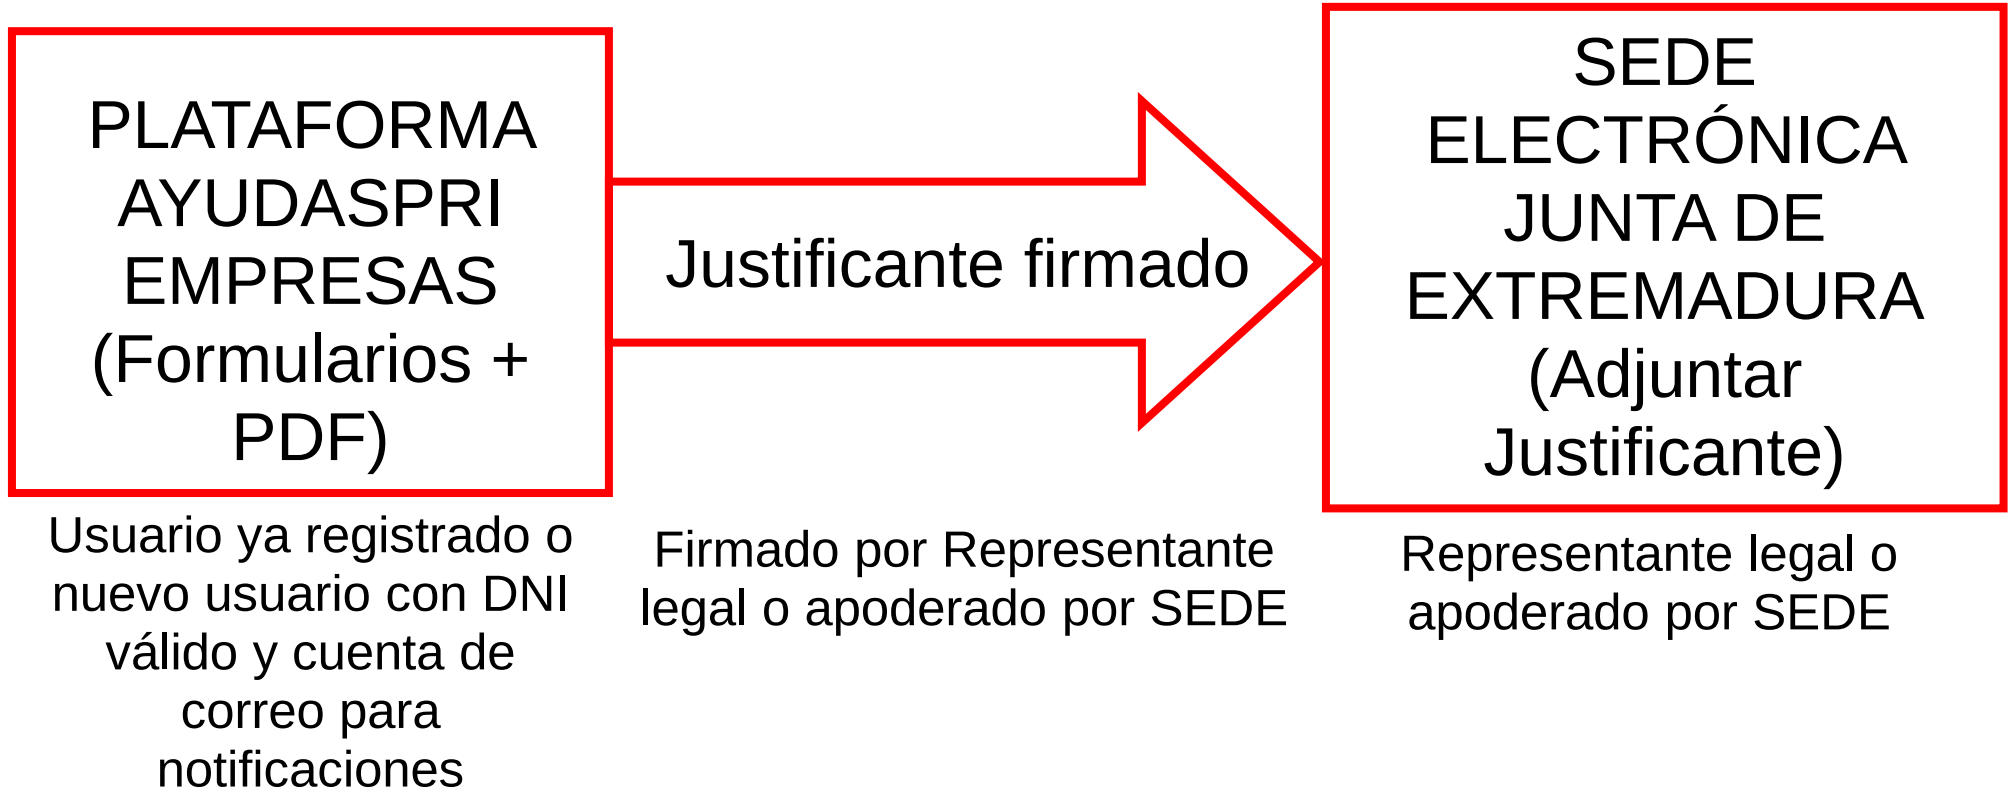 PLATAFORMA
AYUDASPRI
EMPRESAS
(Formularios +
PDF)
Usuario ya registrado o
nuevo usuario con DNI
válido y cuenta de
correo para
notificaciones
Justificante firmado
Firmado por Representante
legal o apoderado por SEDE
SEDE
ELECTRÓNICA
JUNTA DE
EXTREMADURA
(Adjuntar
Justificante)
Representante legal o
apoderado por SEDE